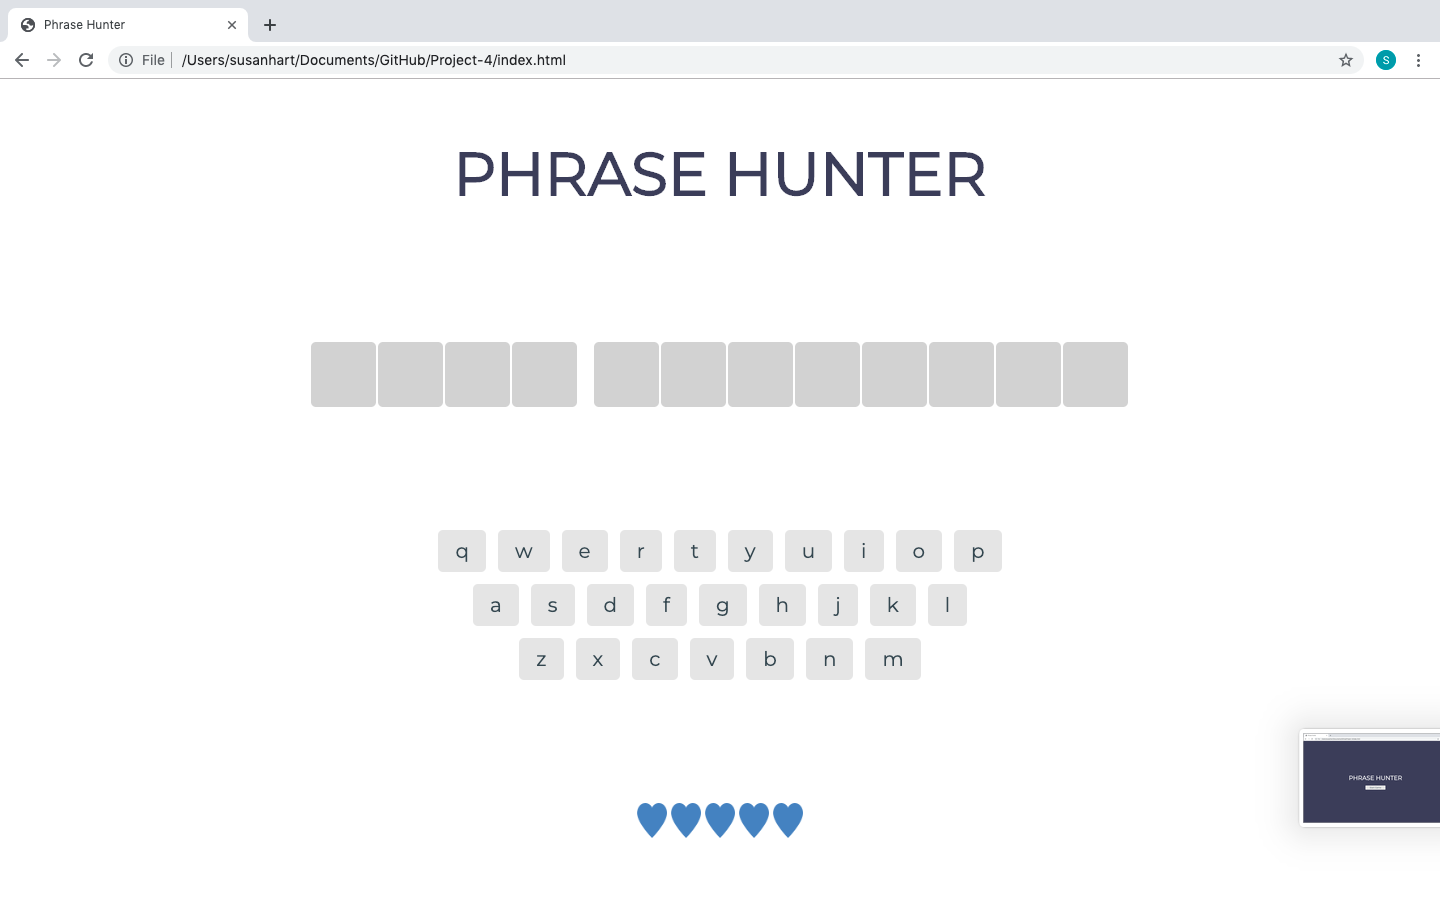 Phrase Hunter
File
/Users/susanhart/Documents/GitHub/Project-4/index.html
S
PHRASE HUNTER
q w e r t y u i o p
a s d f g h j k l
z x c v b n m
PHRASE HUNTER